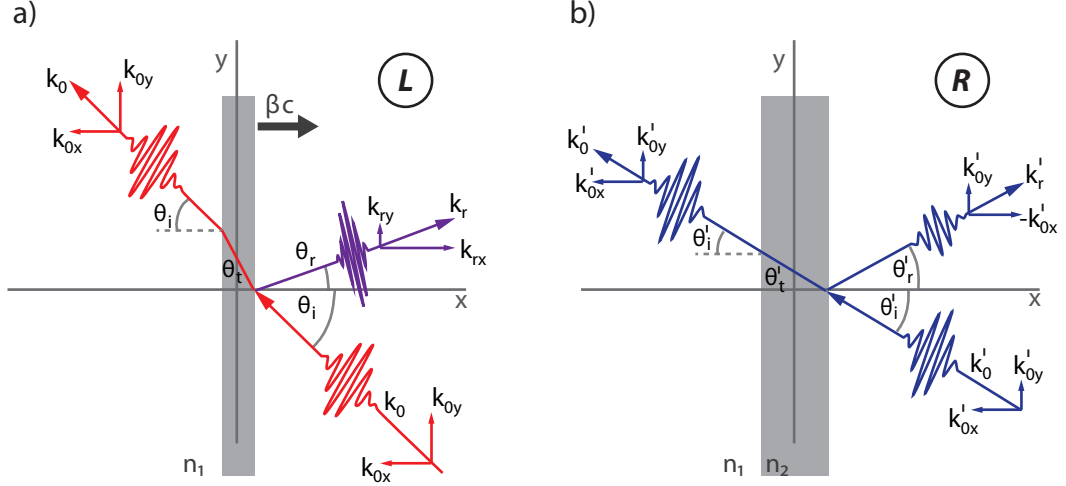 a)
y
L
βc
k0
k0y
k0x
θi
kry
kr
krx
θr
θt
x
θi
k0
k0y
k0x
n1
b)
y
R
k'0
k'0y
k'0x
θ'i
k'0y
k'r
-k'0x
θ't
θ'r
x
θ'i
k'0
k'0y
k'0x
n1 n2